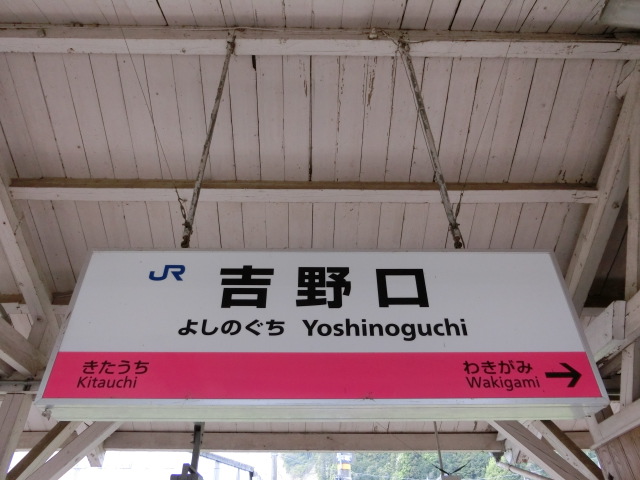 JR 吉野口
よしのぐち Yoshinoguchi
きたうち わきがみ
Kitauchi Wakigami →